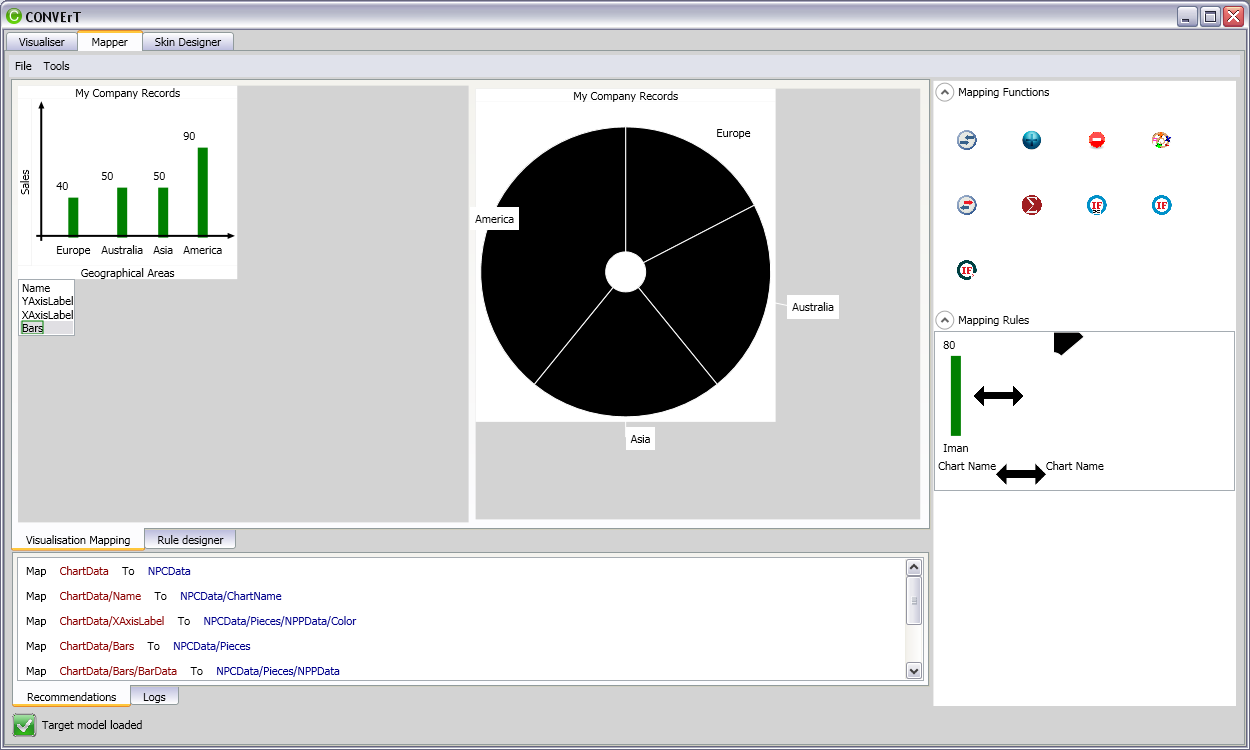 CONVErT
Visualiser Mapper Skin Designer
File Tools
My Company Records
90
50 50
40
Sales
Europe Australia Asia America
Geographical Areas
Name
YAxisLabel
XAxisLabel
Bars
My Company Records
Europe
America
Australia
Asia
Mapping Functions
IF IF
IF
Mapping Rules
80
Iman
Chart Name Chart Name
Visualisation Mapping Rule designer
Map ChartData To NPCData
Map ChartData/Name To NPCData/ChartName
Map ChartData/XAxisLabel To NPCData/Pieces/NPPData/Color
Map ChartData/Bars To NPCData/Pieces
Map ChartData/Bars/BarData To NPCData/Pieces/NPPData
Recommendations Logs
Target model loaded